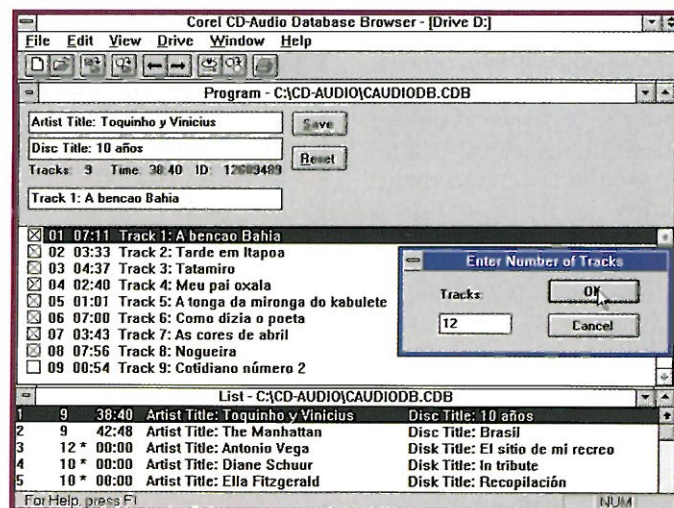 Corel CD-Audio Database Browser - [Drive D:]
File Edit View Drive Window Help
Program - C:\CD-AUDIO\CAUDIODB.CDB
Artist Title: Toquinho y Vinicius
Save
Disc Title: 10 años
Reset
Tracks: 9 Time: 38:40 ID: 12609489
Track 1: A bencao Bahia
01 07:11 Track 1: A bencao Bahia
02 03:33 Track 2: Tarde em Itapoa
03 04:37 Track 3: Tatamiro
04 02:40 Track 4: Meu pai oxala
05 01:01 Track 5: A tonga da mironga do kabulete
06 07:00 Track 6: Como dizia o poeta
07 03:43 Track 7: As cores de abril
08 07:56 Track 8: Nogueira
09 00:54 Track 9: Cotidiano número 2
Enter Number of Tracks
Tracks:
OK
12
Cancel
List - C:\CD-AUDIO\CAUDIODB.CDB
1 9 38:40 Artist Title: Toquinho y Vinicius Disc Title: 10 años
2 9 42:48 Artist Title: The Manhattan Disc Title: Brasil
3 12 * 00:00 Artist Title: Antonio Vega Disk Title: El sitio de mi recreo
4 10 * 00:00 Artist Title: Diane Schuur Disk Title: In tribute
5 10 * 00:00 Artist Title: Ella Fitzgerald Disk Title: Recopilación
For Help, press F1
NUM